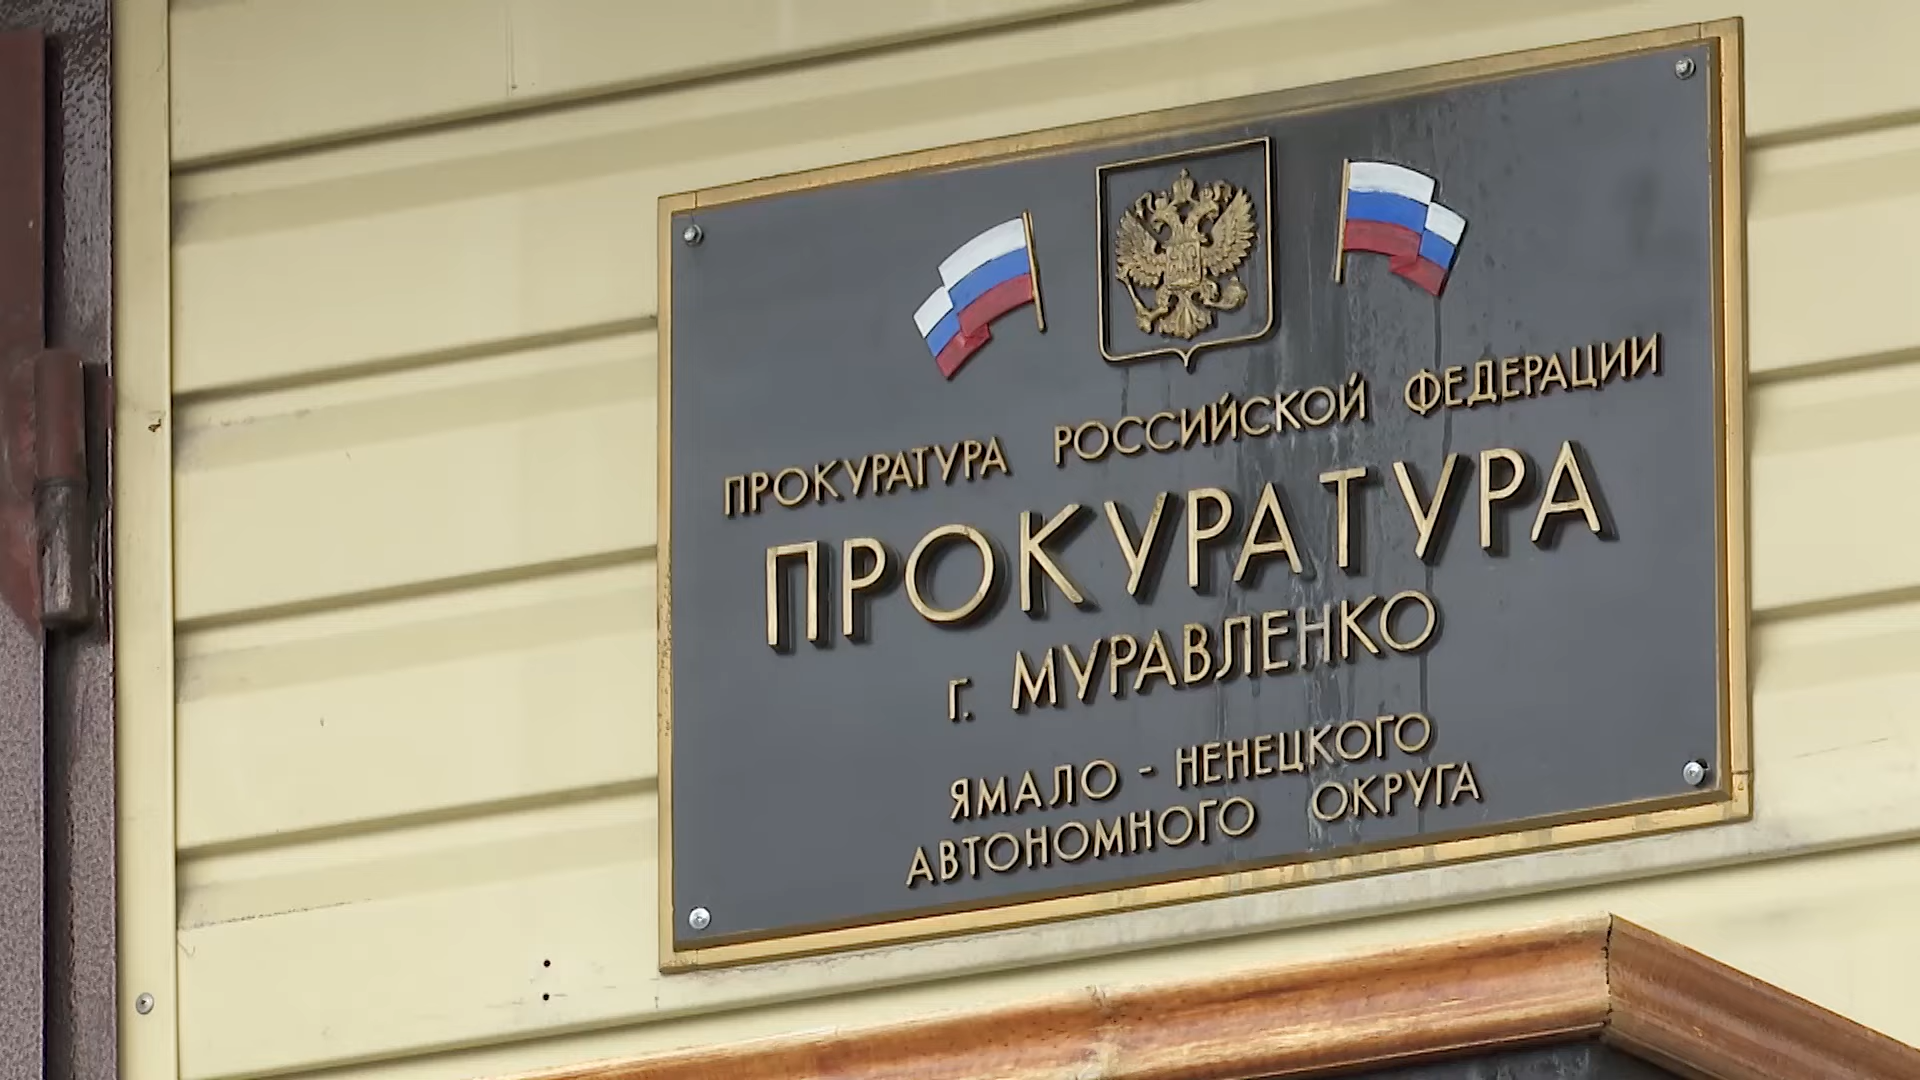 ПРОКУРАТУРА РОССИЙСКОЙ ФЕДЕРАЦИИ
ПРОКУРАТУРА
г. МУРАВЛЕНКО
ЯМАЛО - НЕНЕЦКОГО
АВТОНОМНОГО ОКРУГА